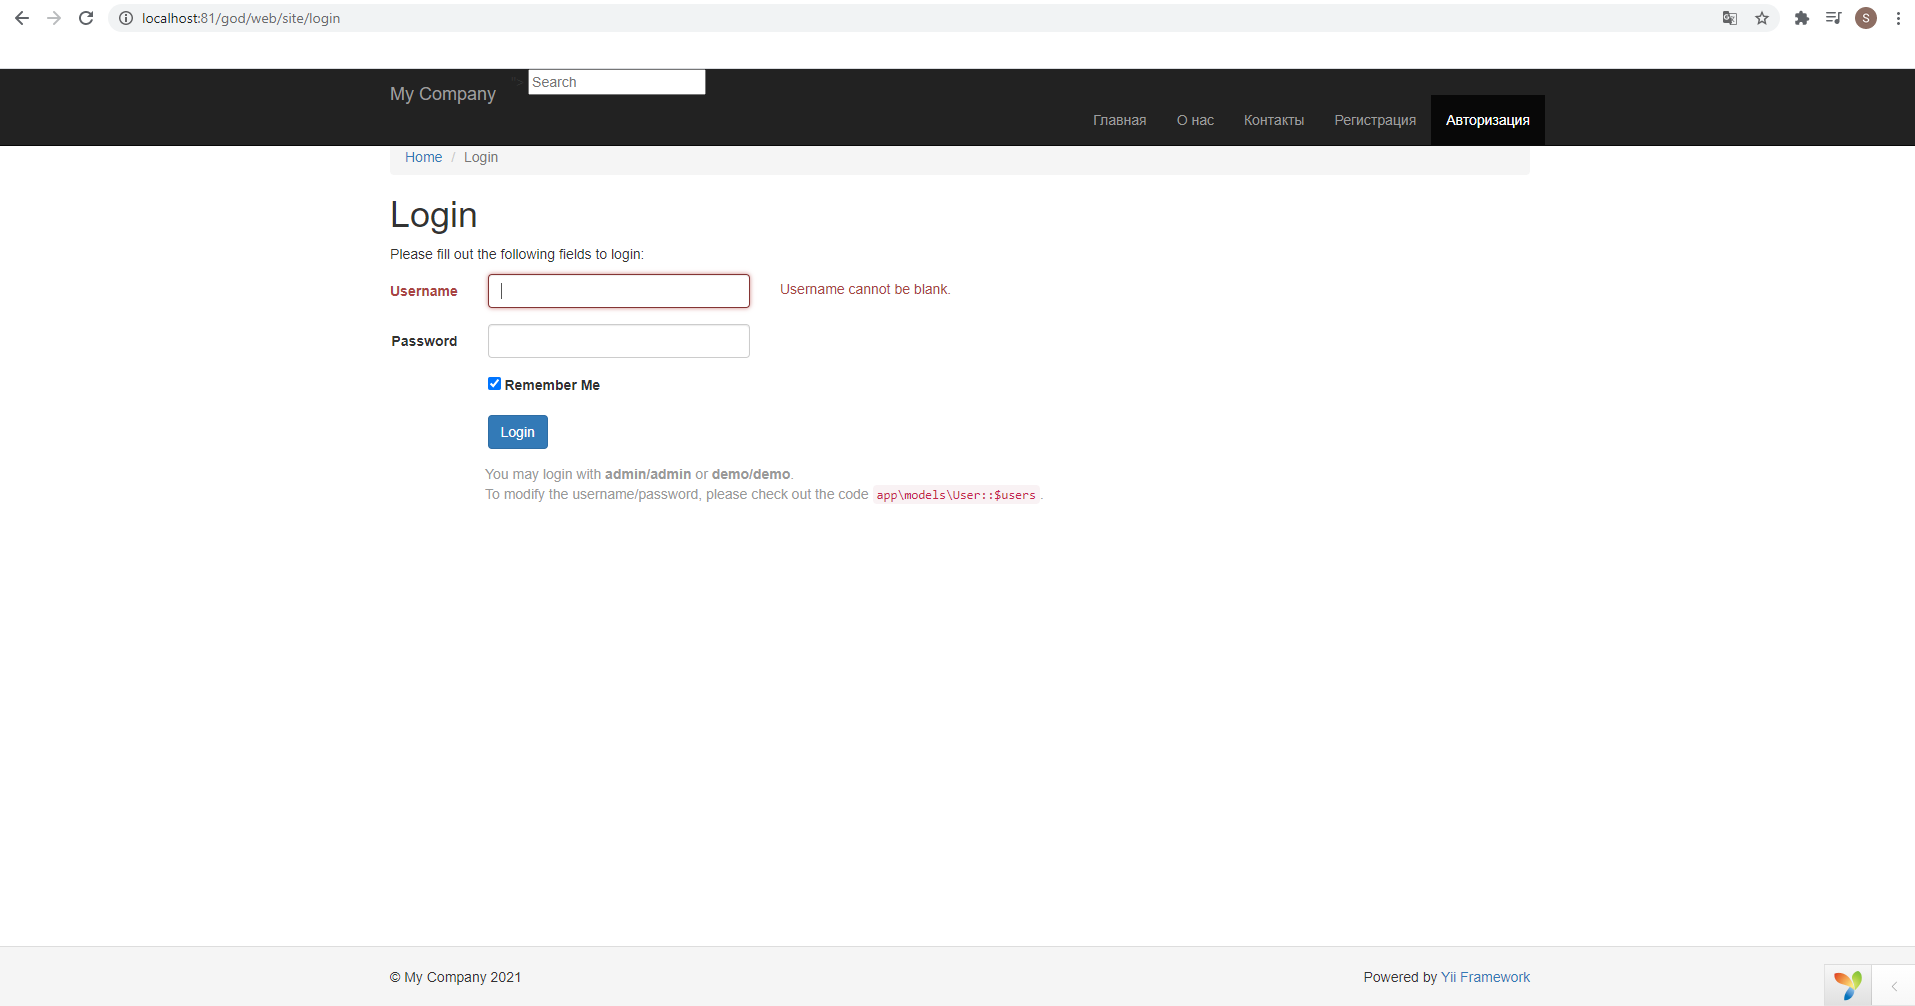 localhost:81/god/web/site/login
S
My Company
Search
Главная О нас Контакты Регистрация Авторизация
Home / Login
Login
Please fill out the following fields to login:
Username
Username cannot be blank.
Password
Remember Me
Login
You may login with admin/admin or demo/demo.
To modify the username/password, please check out the code app\models\User::$users.
© My Company 2021
Powered by Yii Framework